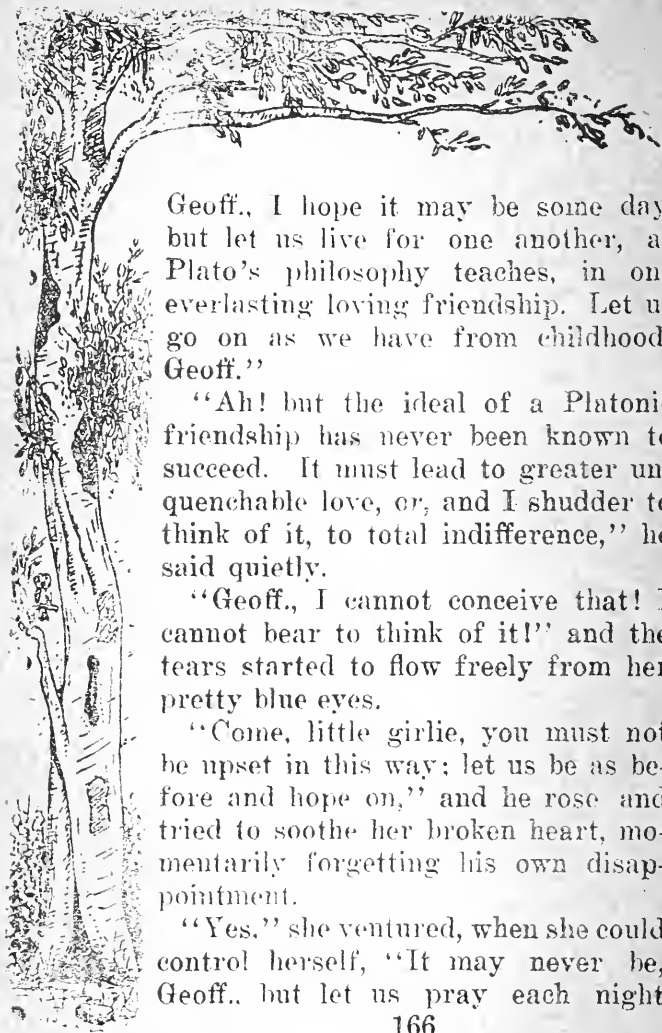 Geoff., I hope it may be some day
but let us live for one another, a
Plato's philosophy teaches, in on
everlasting loving friendship. Let u
go on as we have from childhood
Geoff."
"Ah! but the ideal of a Platoni
friendship has never been known to
succeed. It must lead to greater un
quenchable love, or, and I shudder to
think of it, to total indifference," he
said quietly.
"Geoff., I cannot conceive that! I
cannot bear to think of it!" and the
tears started to flow freely from her
pretty blue eyes.
"Come, little girlie, you must not
be upset in this way; let us be as be-
fore and hope on," and he rose and
tried to soothe her broken heart, mo-
mentarily forgetting his own disap-
pointment.
"Yes." she ventured, when she could
control herself, "It may never be,
Geoff.. but let us pray each night
166